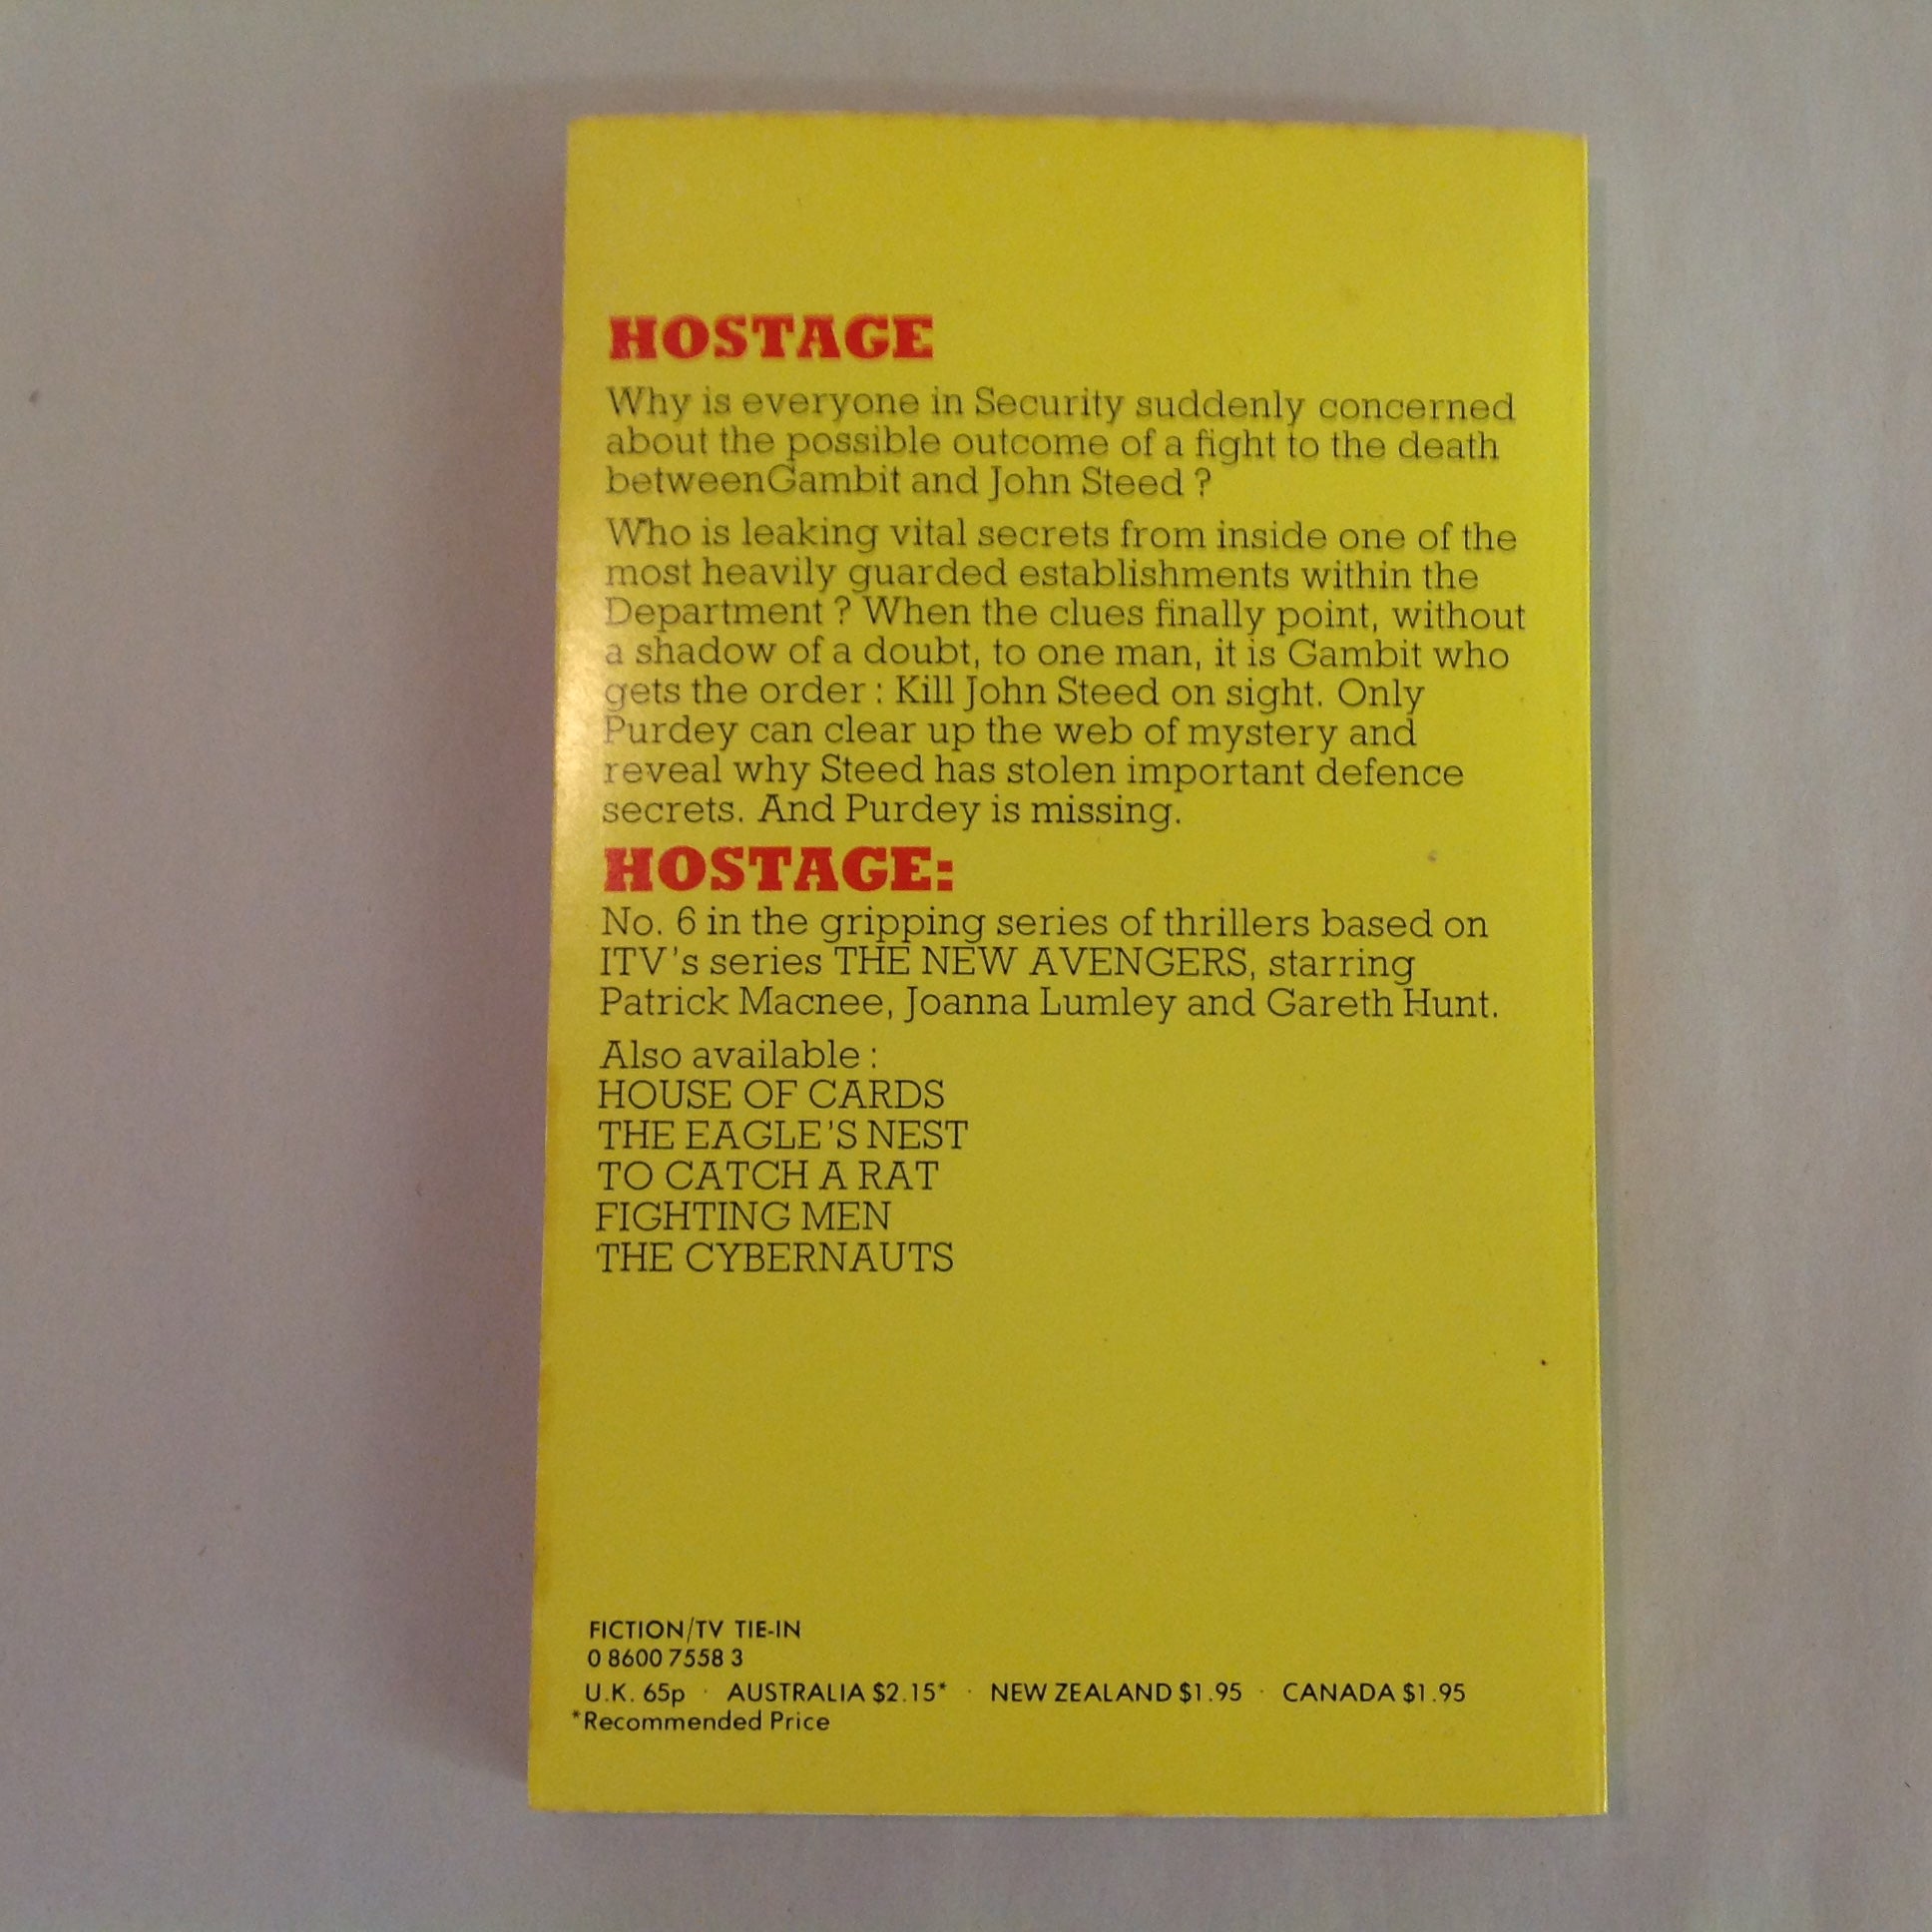 HOSTAGE
Why is everyone in Security suddenly concerned
about the possible outcome of a fight to the death
betweenGambit and John Steed ?
Who is leaking vital secrets from inside one of the
most heavily guarded establishments within the
Department ? When the clues finally point, without
a shadow of a doubt, to one man, it is Gambit who
gets the order : Kill John Steed on sight. Only
Purdey can clear up the web of mystery and
reveal why Steed has stolen important defence
secrets. And Purdey is missing.
HOSTAGE:
No. 6 in the gripping series of thrillers based on
ITV's series THE NEW AVENGERS, starring
Patrick Macnee, Joanna Lumley and Gareth Hunt.
Also available :
HOUSE OF CARDS
THE EAGLE'S NEST
TO CATCH A RAT
FIGHTING MEN
THE CYBERNAUTS
FICTION/TV TIE-IN
0 8600 7558 3
U.K. 65p · AUSTRALIA $2.15* · NEW ZEALAND $1.95 · CANADA $1.95
*Recommended Price